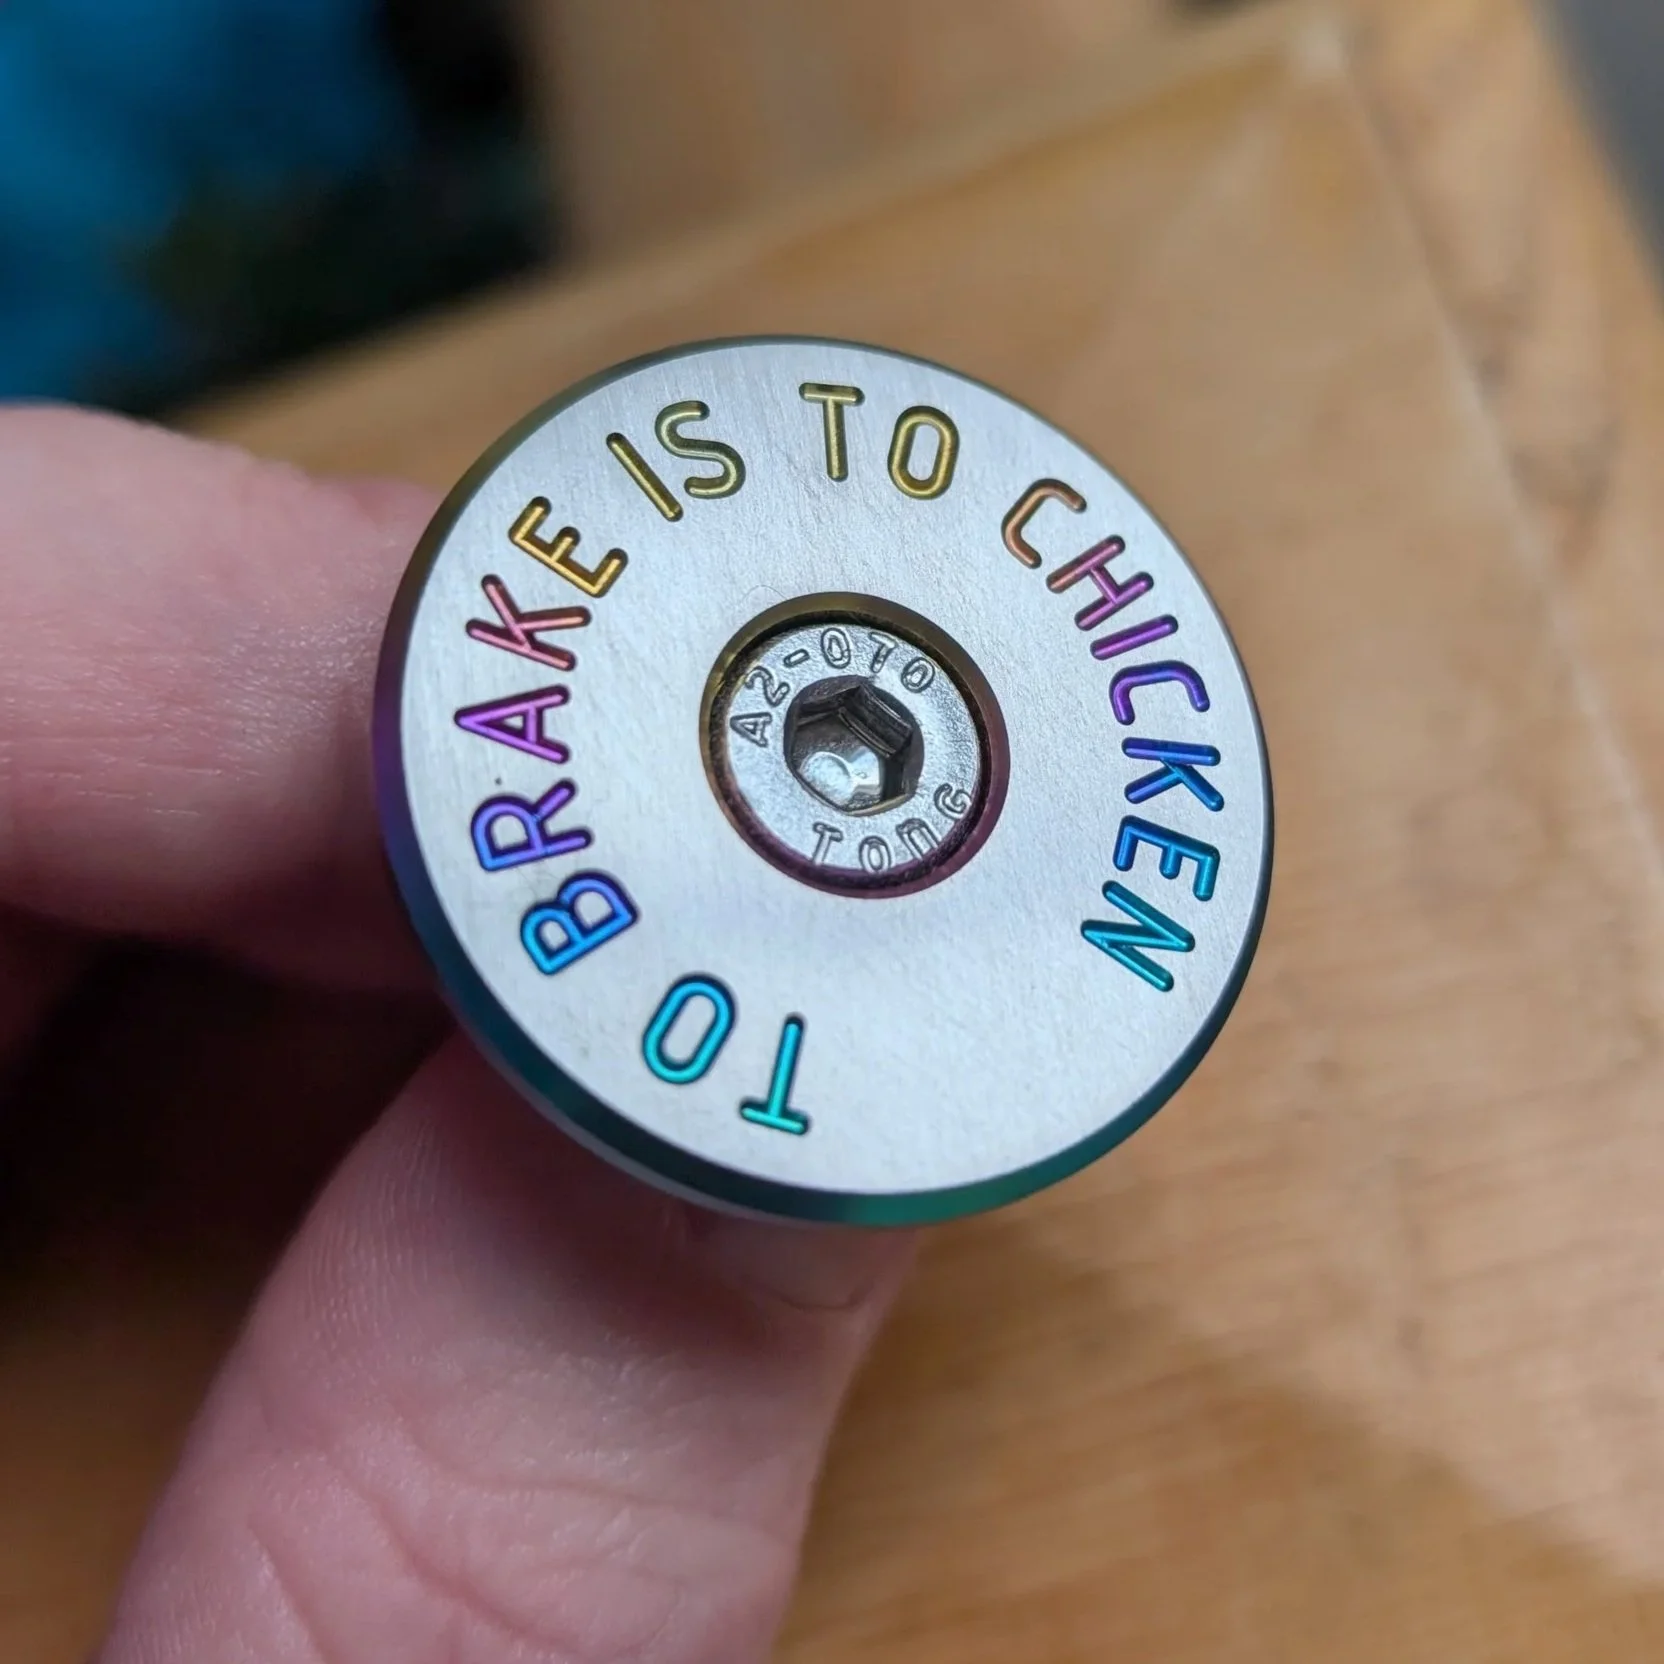 TO BRAKE IS TO CHICKEN
A2-070
TONG